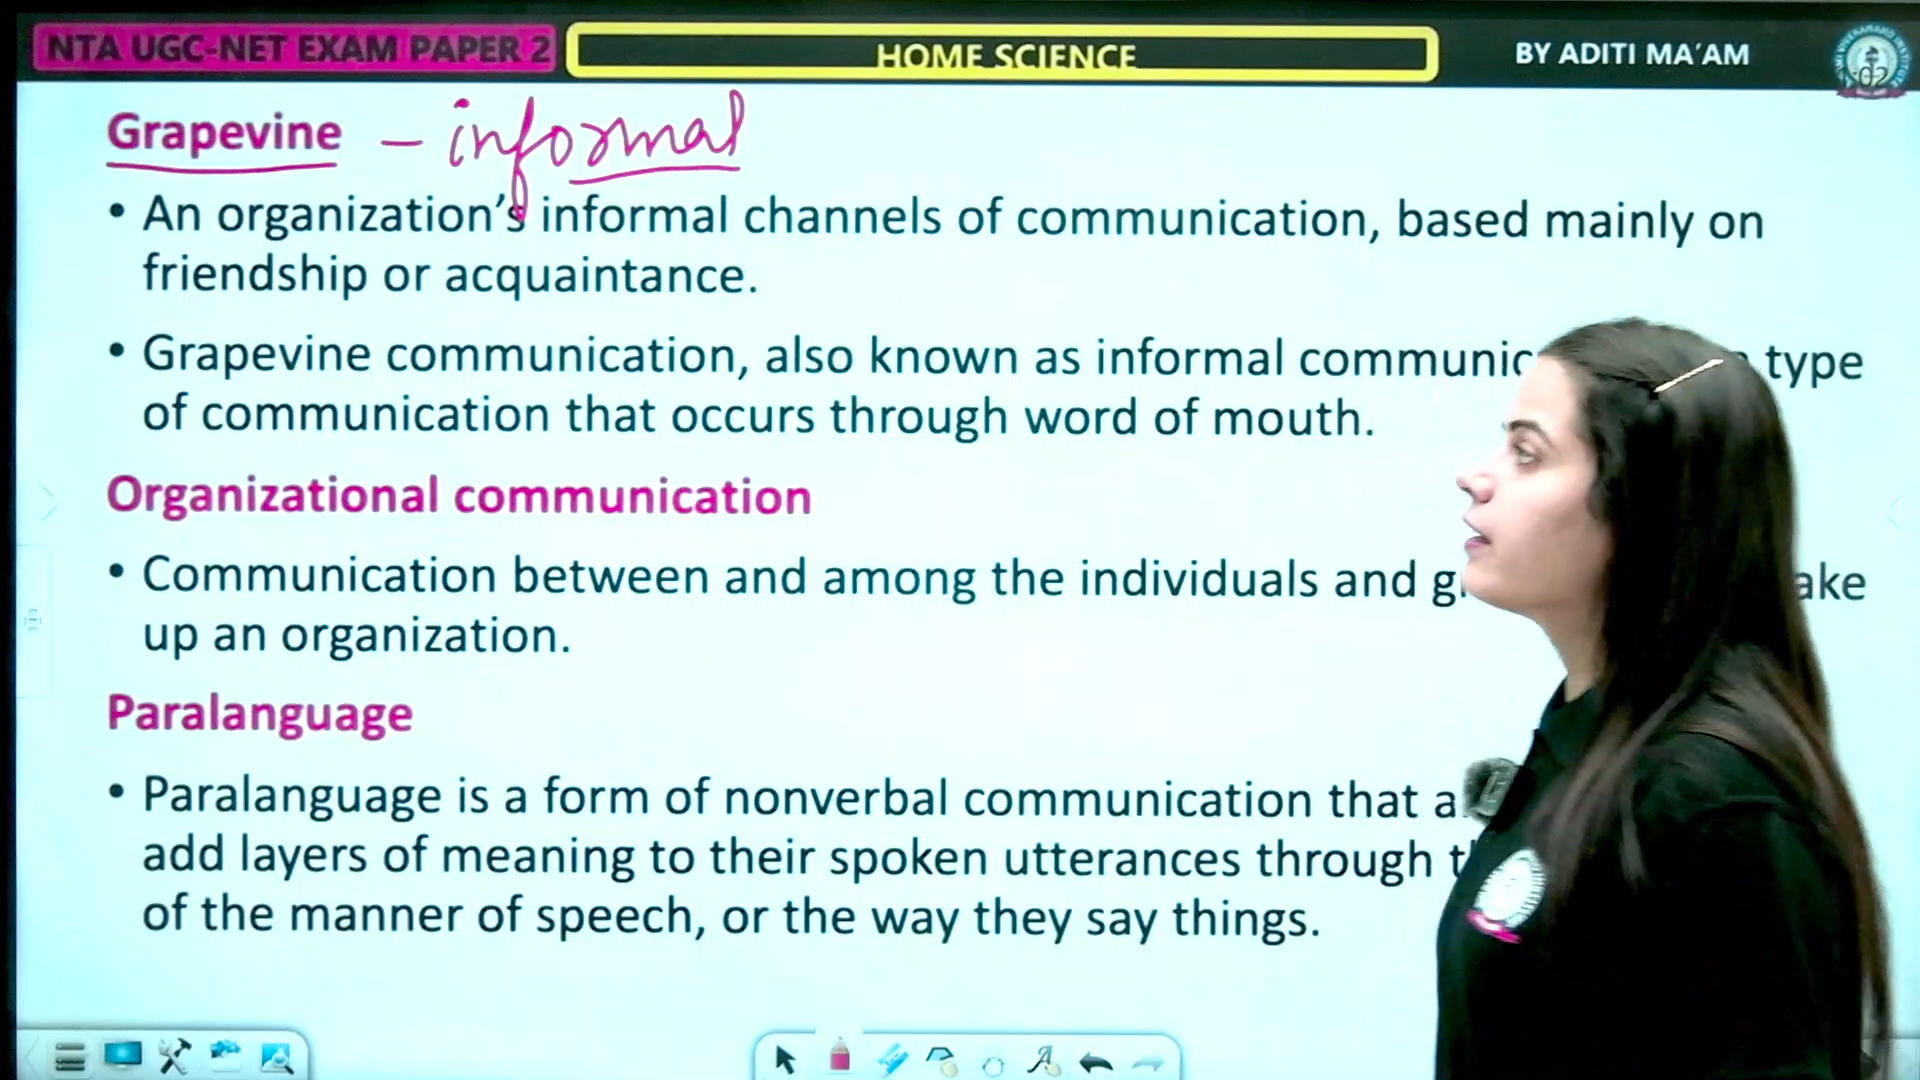 NTA UGC-NET EXAM PAPER 2
HOME SCIENCE
BY ADITI MA'AM
Grapevine – informal
• An organization's informal channels of communication, based mainly on
friendship or acquaintance.
• Grapevine communication, also known as informal communic type
of communication that occurs through word of mouth.
Organizational communication
• Communication between and among the individuals and g ake
up an organization.
Paralanguage
• Paralanguage is a form of nonverbal communication that a
add layers of meaning to their spoken utterances through t
of the manner of speech, or the way they say things.